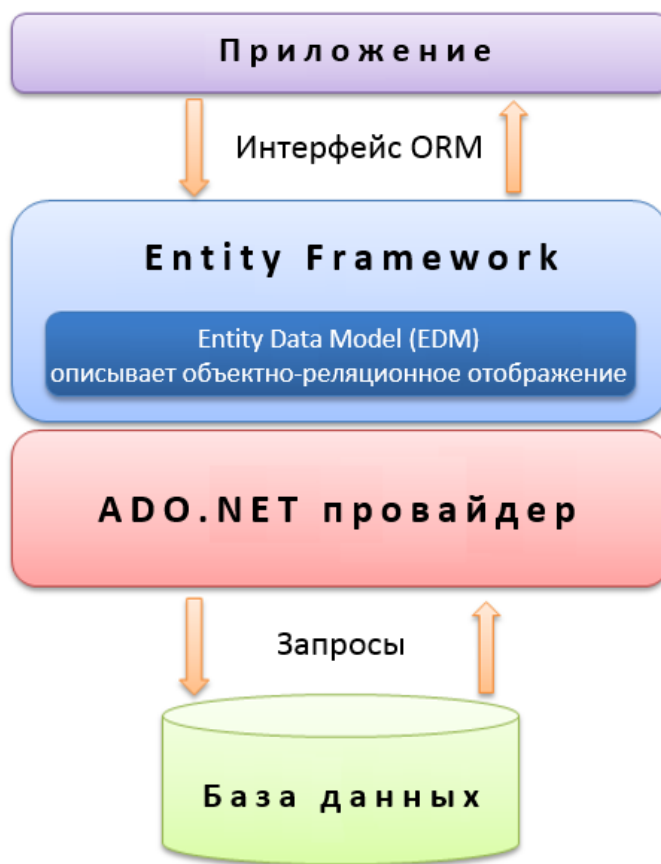 Приложение
Интерфейс ORM
Entity Framework
Entity Data Model (EDM)
описывает объектно-реляционное отображение
ADO.NET провайдер
Запросы
База данных